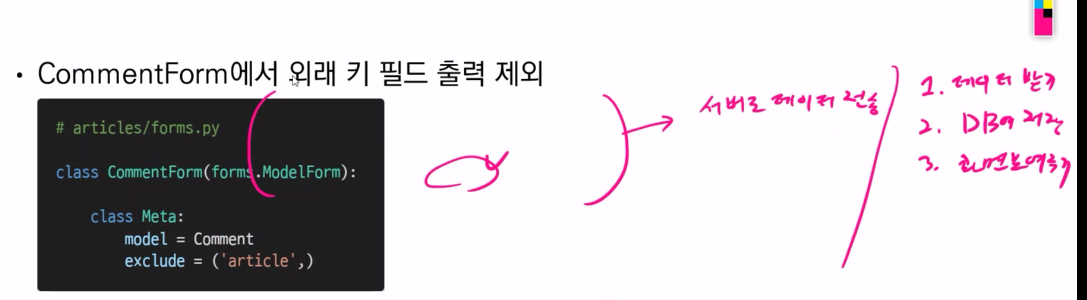 • CommentForm에서 외래 키 필드 출력 제외
# articles/forms.py
class CommentForm(forms.ModelForm):
class Meta:
model = Comment
exclude = ('article',)
서버로 데이터 전송
1. 데이터 받기
2. DB에 저장
3. 화면보여주기